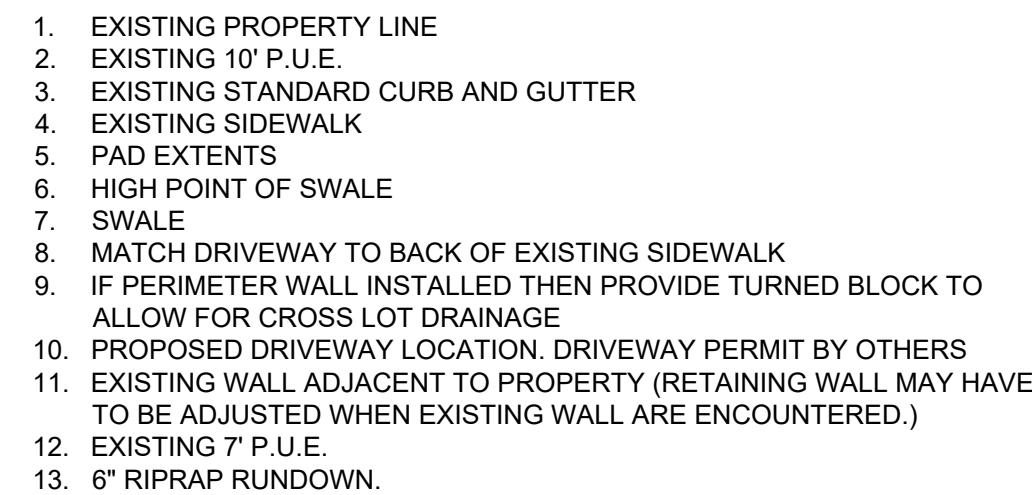 1. EXISTING PROPERTY LINE
2. EXISTING 10' P.U.E.
3. EXISTING STANDARD CURB AND GUTTER
4. EXISTING SIDEWALK
5. PAD EXTENTS
6. HIGH POINT OF SWALE
7. SWALE
8. MATCH DRIVEWAY TO BACK OF EXISTING SIDEWALK
9. IF PERIMETER WALL INSTALLED THEN PROVIDE TURNED BLOCK TO
ALLOW FOR CROSS LOT DRAINAGE
10. PROPOSED DRIVEWAY LOCATION. DRIVEWAY PERMIT BY OTHERS
11. EXISTING WALL ADJACENT TO PROPERTY (RETAINING WALL MAY HAVE
TO BE ADJUSTED WHEN EXISTING WALL ARE ENCOUNTERED.)
12. EXISTING 7' P.U.E.
13. 6" RIPRAP RUNDOWN.